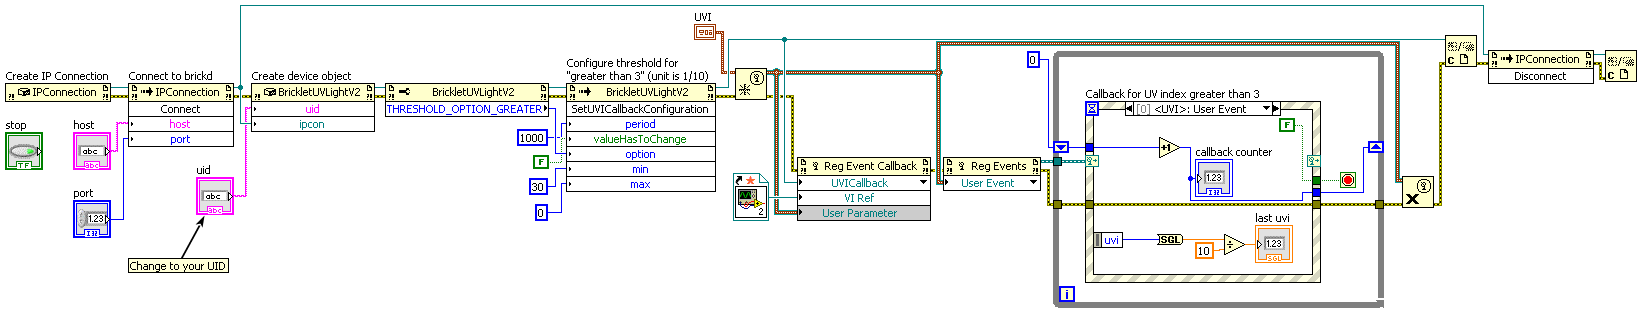 UVI
Create IP Connection
IPConnection
Connect to brickd
IPConnection
Connect
host
port
Create device object
BrickletUVLightV2
uid
ipcon
BrickletUVLightV2
THRESHOLD_OPTION_GREATER
Configure threshold for
"greater than 3" (unit is 1/10)
BrickletUVLightV2
SetUVICallbackConfiguration
period
valueHasToChange
option
min
max
stop
TF
host
abc
abc
port
1.23
I32
uid
abc
abc
Change to your UID
1000
F
30
0
2
Reg Event Callback
UVICallback
VI Ref
User Parameter
Reg Events
User Event
0
Callback for UV index greater than 3
[0] <UVI>: User Event
F
+1
callback counter
1.23
I32
last uvi
1.23
SGL
uvi
SGL
10
÷
i
X
C
IPConnection
Disconnect
C